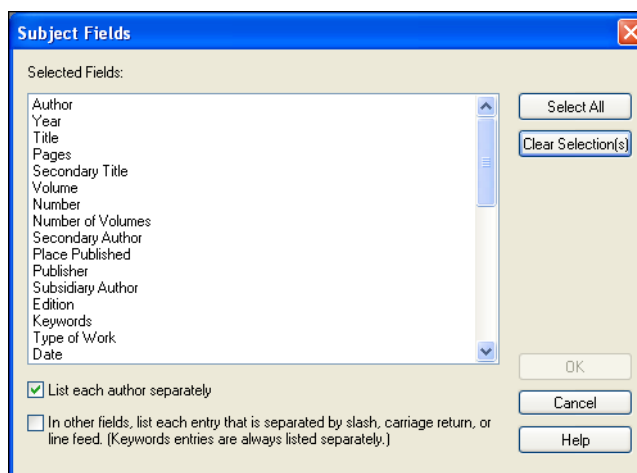 Subject Fields
Selected Fields:
Author
Year
Title
Pages
Secondary Title
Volume
Number
Number of Volumes
Secondary Author
Place Published
Publisher
Subsidiary Author
Edition
Keywords
Type of Work
Date
Select All
Clear Selection(s)
List each author separately
In other fields, list each entry that is separated by slash, carriage return, or
line feed. (Keywords entries are always listed separately.)
OK
Cancel
Help